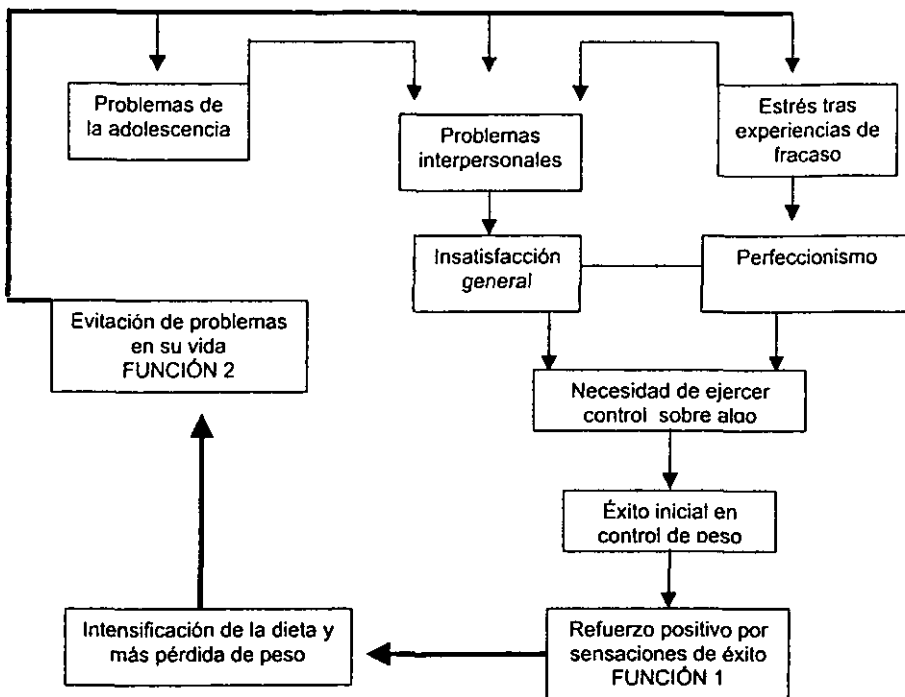 Problemas de
la adolescencia
Problemas
interpersonales
Estrés tras
experiencias de
fracaso
Insatisfacción
general
Perfeccionismo
Evitación de problemas
en su vida
FUNCIÓN 2
Necesidad de ejercer
control sobre algo
Éxito inicial en
control de peso
Intensificación de la dieta y
más pérdida de peso
Refuerzo positivo por
sensaciones de éxito
FUNCIÓN 1